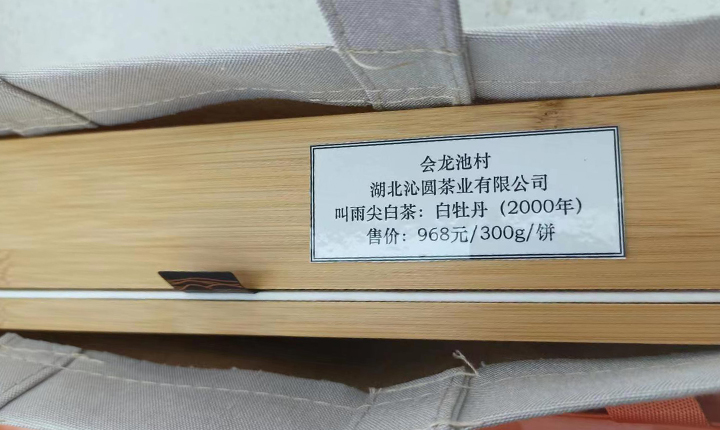 会龙池村
湖北沁圆茶业有限公司
叫雨尖白茶：白牡丹（2000年）
售价：968元/300g/饼